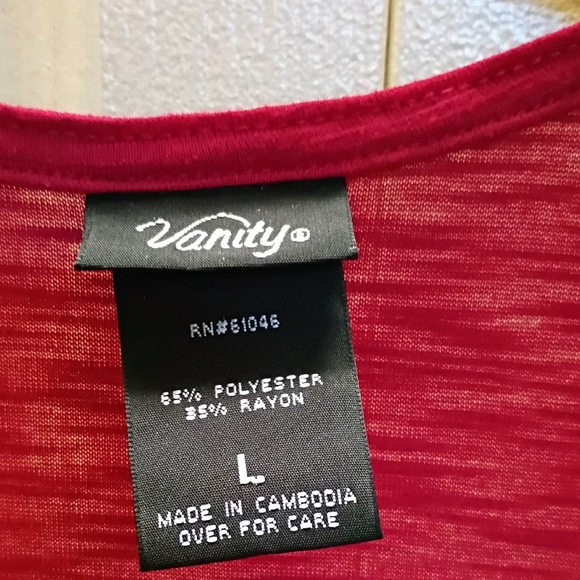 Vanity®
RN#61046
65% POLYESTER
35% RAYON
L
MADE IN CAMBODIA
OVER FOR CARE